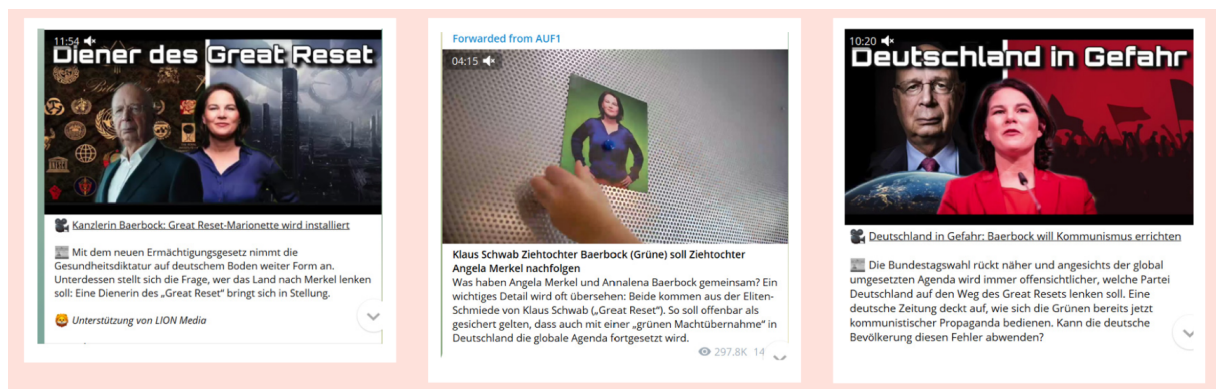 11:54
Diener des Great Reset
Kanzlerin Baerbock: Great Reset-Marionette wird installiert
Mit dem neuen Ermächtigungsgesetz nimmt die
Gesundheitsdiktatur auf deutschem Boden weiter Form an.
Unterdessen stellt sich die Frage, wer das Land nach Merkel lenken
soll: Eine Dienerin des „Great Reset“ bringt sich in Stellung.
Unterstützung von LION Media
Forwarded from AUF1
04:15
Klaus Schwab Ziehtochter Baerbock (Grüne) soll Ziehtochter
Angela Merkel nachfolgen
Was haben Angela Merkel und Annalena Baerbock gemeinsam? Ein
wichtiges Detail wird oft übersehen: Beide kommen aus der Eliten-
Schmiede von Klaus Schwab („Great Reset“). So soll offenbar als
gesichert gelten, dass auch mit einer „grünen Machtübernahme“ in
Deutschland die globale Agenda fortgesetzt wird.
297.8K 14
10:20
Deutschland in Gefahr
Deutschland in Gefahr: Baerbock will Kommunismus errichten
Die Bundestagswahl rückt näher und angesichts der global
umgesetzten Agenda wird immer offensichtlicher, welche Partei
Deutschland auf den Weg des Great Resets lenken soll. Eine
deutsche Zeitung deckt auf, wie sich die Grünen bereits jetzt
kommunistischer Propaganda bedienen. Kann die deutsche
Bevölkerung diesen Fehler abwenden?